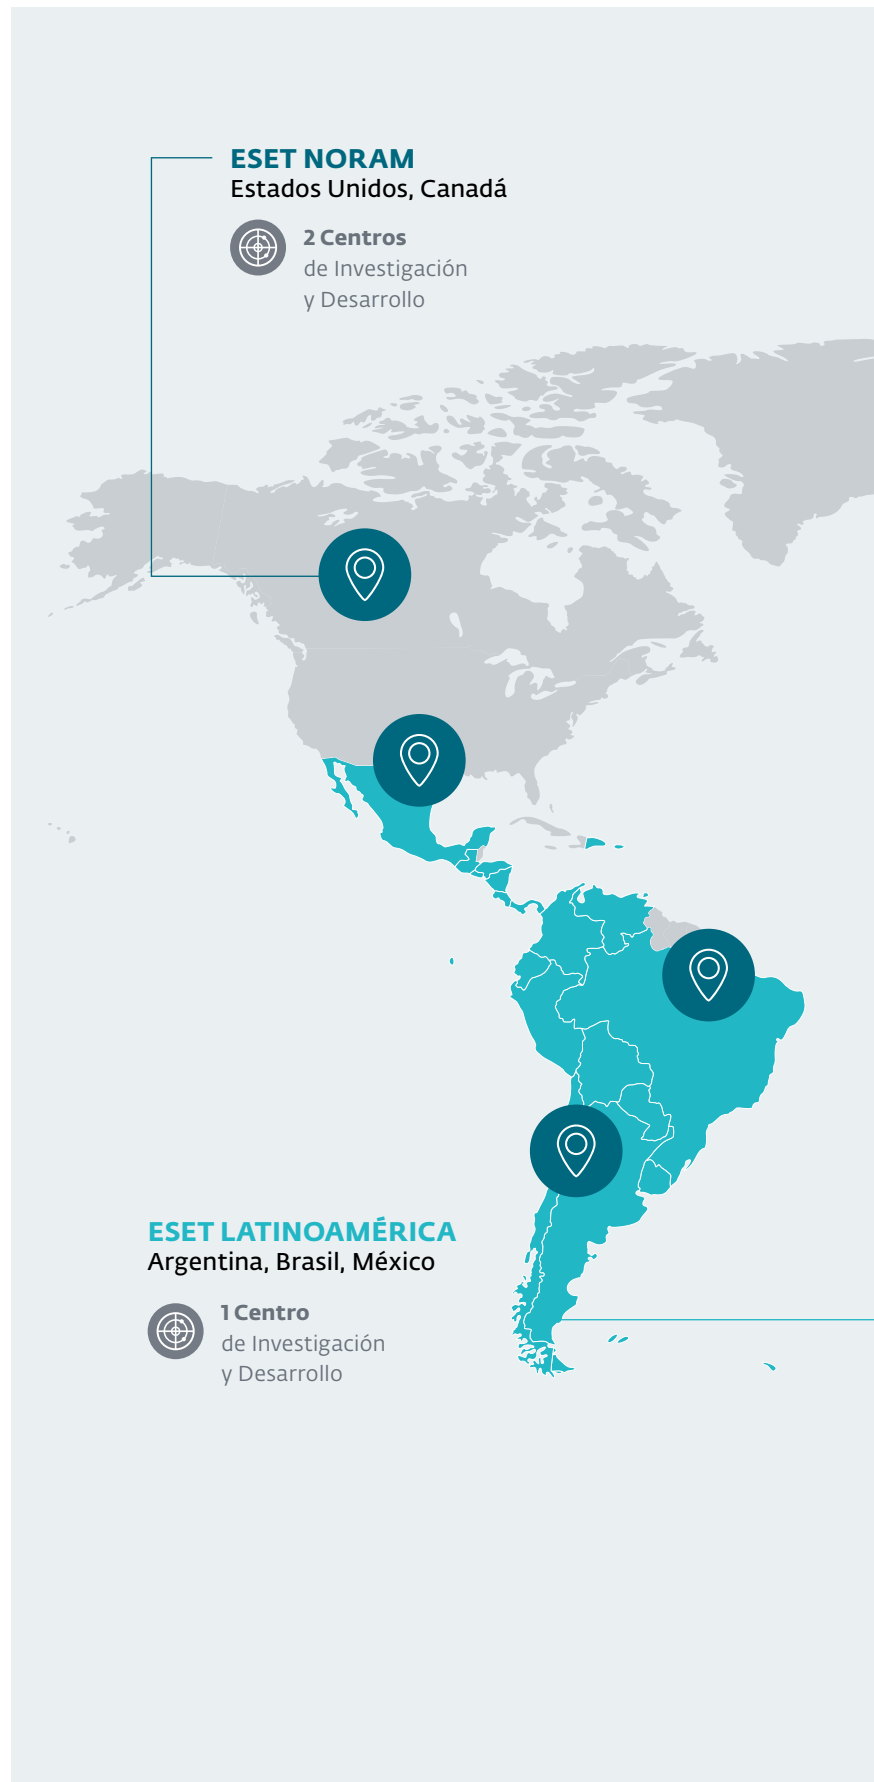 ESET NORAM
Estados Unidos, Canadá
2 Centros
de Investigación
y Desarrollo
ESET LATINOAMÉRICA
Argentina, Brasil, México
1 Centro
de Investigación
y Desarrollo